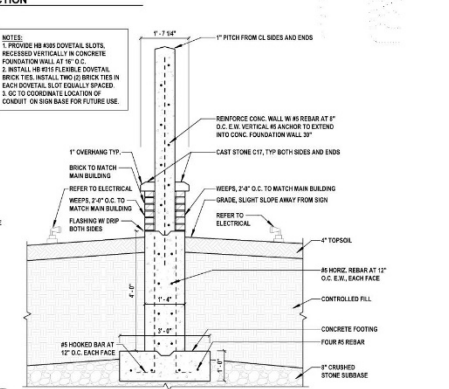 CTION
NOTES:
1. PROVIDE HB #305 DOVETAIL SLOTS,
RECESSED VERTICALLY IN CONCRETE
FOUNDATION WALL AT 16" O.C.
2. INSTALL HB #315 FLEXIBLE DOVETAIL
BRICK TIES. INSTALL TWO (2) BRICK TIES IN
EACH DOVETAIL SLOT EQUALLY SPACED.
3. GC TO COORDINATE LOCATION OF
CONDUIT ON SIGN BASE FOR FUTURE USE.
1' - 7 1/4"
1" PITCH FROM CL SIDES AND ENDS
REINFORCE CONC. WALL W/ #5 REBAR AT 8"
O.C. E.W. VERTICAL #5 ANCHOR TO EXTEND
INTO CONC. FOUNDATION WALL 30"
1" OVERHANG TYP.
CAST STONE C17, TYP BOTH SIDES AND ENDS
BRICK TO MATCH
MAIN BUILDING
REFER TO ELECTRICAL
WEEPS, 2'-0" O.C. TO
MATCH MAIN BUILDING
FLASHING W/ DRIP
BOTH SIDES
WEEPS, 2'-0" O.C. TO MATCH MAIN BUILDING
GRADE, SLIGHT SLOPE AWAY FROM SIGN
REFER TO
ELECTRICAL
4" TOPSOIL
#5 HORIZ. REBAR AT 12"
O.C. E.W., EACH FACE
4' - 0"
1' - 4"
CONTROLLED FILL
3' - 0"
CONCRETE FOOTING
#5 HOOKED BAR AT
12" O.C. EACH FACE
FOUR #5 REBAR
1' - 0"
8" CRUSHED
STONE SUBBASE